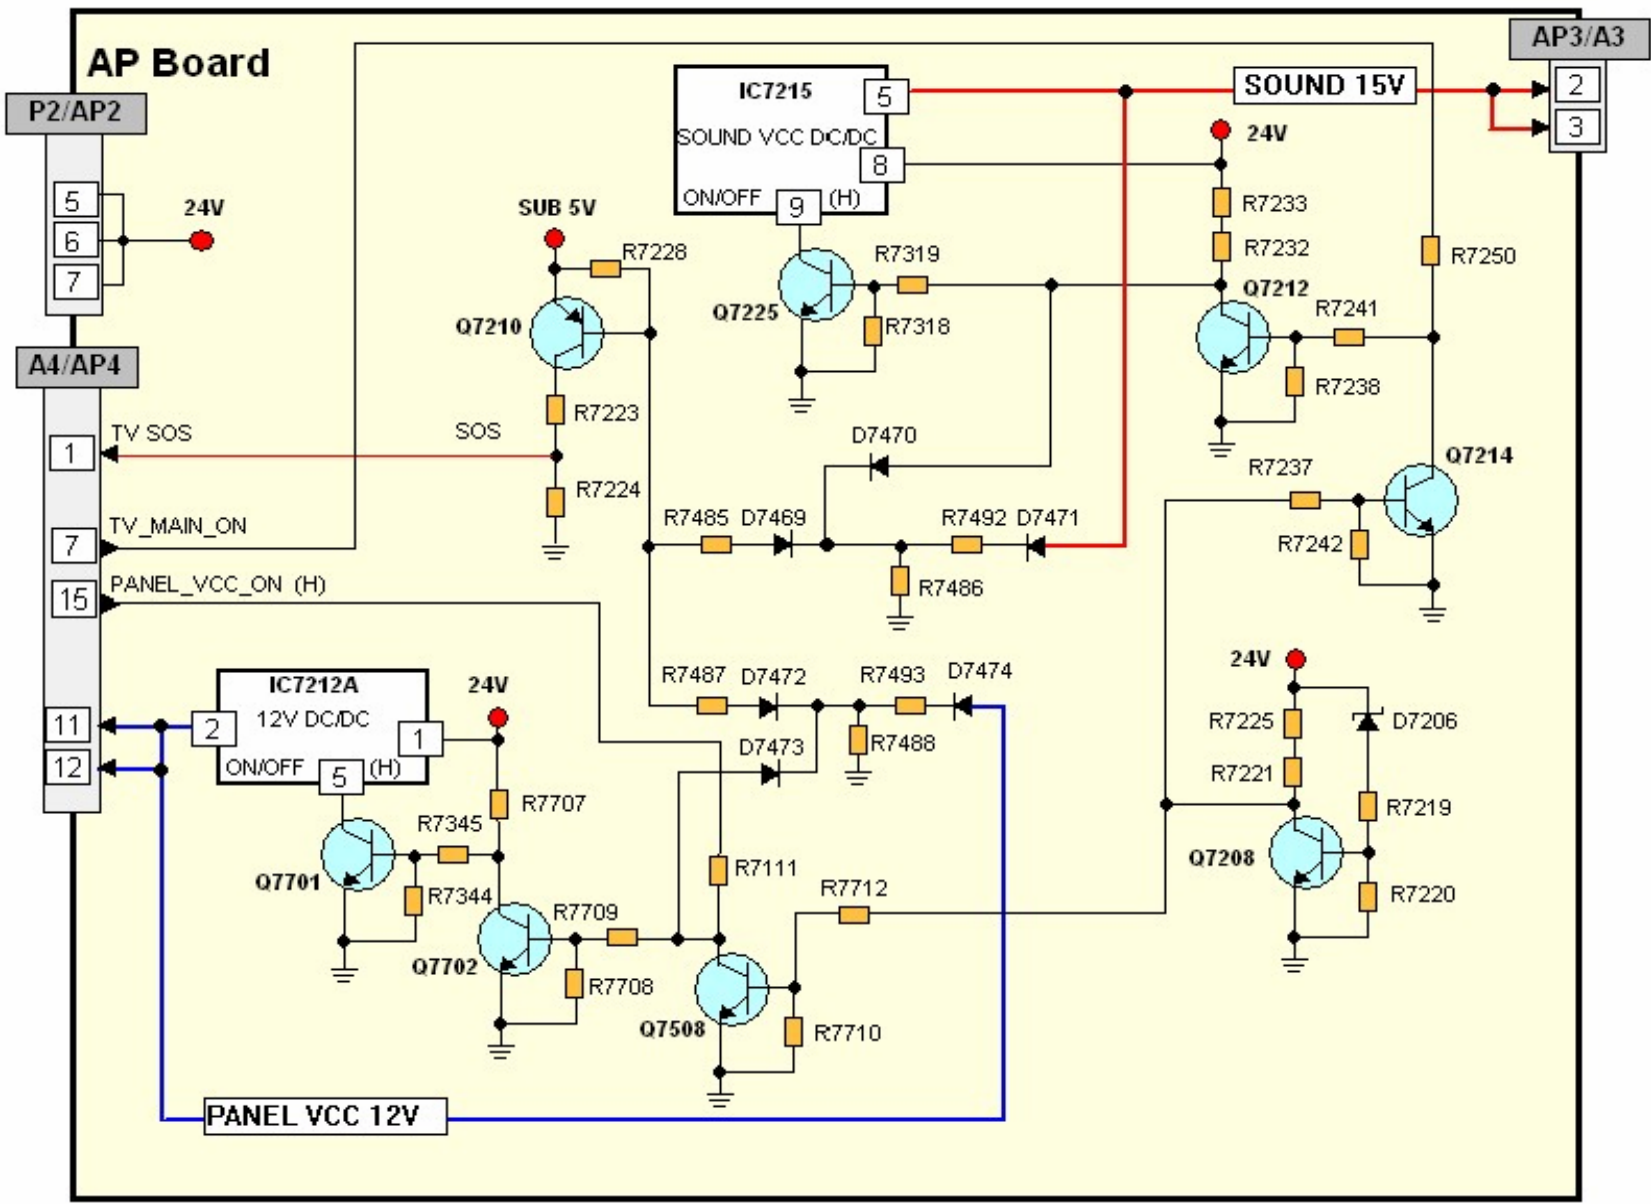 AP Board
AP3/A3
P2/AP2
IC7215
5
SOUND 15V
2
SOUND VCC DC/DC
24V
3
8
5
24V
SUB 5V
ON/OFF
9
(H)
R7233
6
R7228
R7319
R7232
R7250
7
Q7225
Q7212
Q7210
R7318
R7241
A4/AP4
R7238
R7223
TV SOS
SOS
D7470
1
R7237
Q7214
R7224
TV_MAIN_ON
R7485
D7469
R7492
D7471
7
R7242
PANEL_VCC_ON (H)
R7486
15
24V
IC7212A
24V
R7487
D7472
R7493
D7474
11
2
12V DC/DC
1
R7225
D7206
R7488
D7473
12
ON/OFF
5
(H)
R7221
R7707
R7219
R7345
Q7208
R7111
Q7701
R7344
R7712
R7220
R7709
Q7702
R7708
Q7508
R7710
PANEL VCC 12V